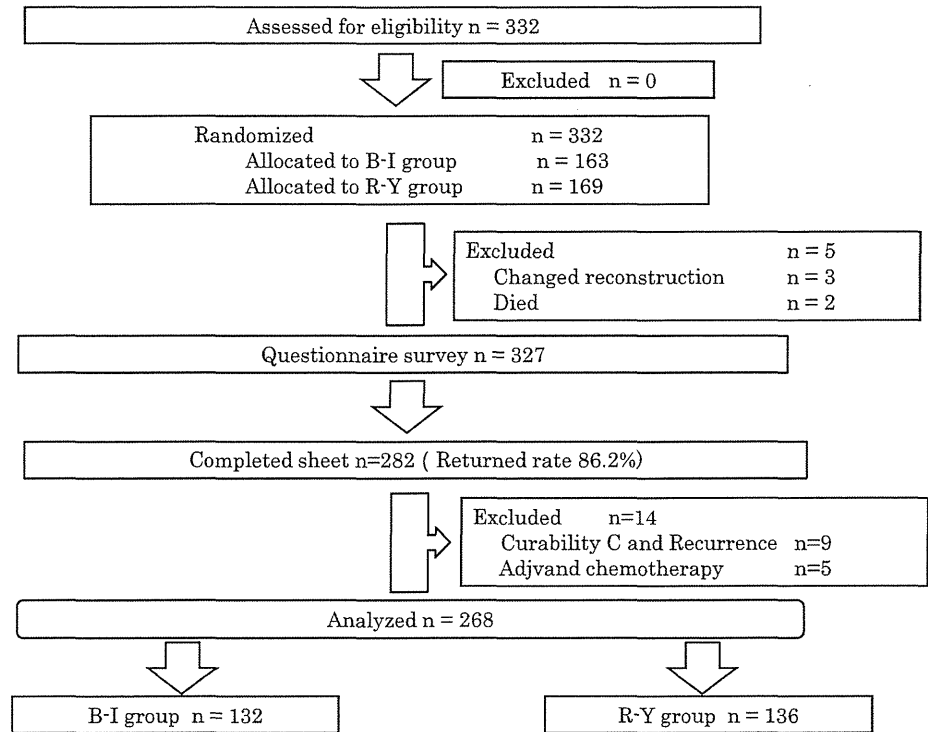 Assessed for eligibility n = 332
Excluded n = 0
Randomized n = 332
Allocated to B-I group n = 163
Allocated to R-Y group n = 169
Excluded n = 5
Changed reconstruction n = 3
Died n = 2
Questionnaire survey n = 327
Completed sheet n=282 ( Returned rate 86.2%)
Excluded n=14
Curability C and Recurrence n=9
Adjvand chemotherapy n=5
Analyzed n = 268
B-I group n = 132
R-Y group n = 136